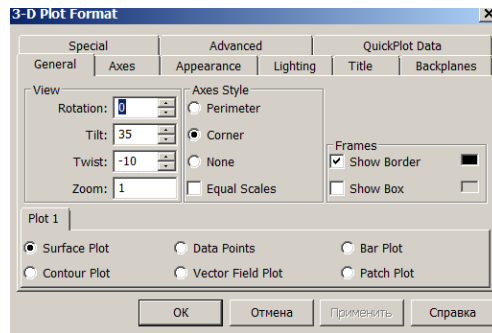 3-D Plot Format
Special Advanced QuickPlot Data
General Axes Appearance Lighting Title Backplanes
View Axes Style
Rotation: 0 Perimeter
Tilt: 35 Corner
Frames
Twist: -10 None Show Border
Zoom: 1 Equal Scales Show Box
Plot 1
Surface Plot Data Points Bar Plot
Contour Plot Vector Field Plot Patch Plot
OK Отмена Применить Справка